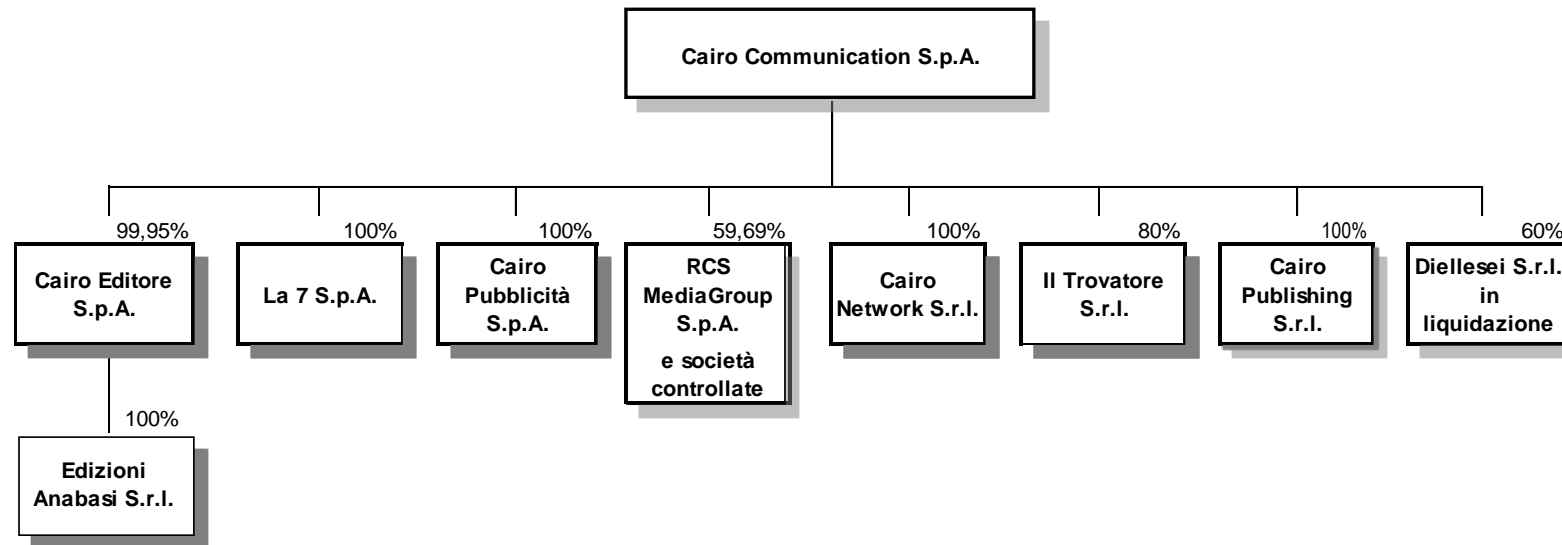 Cairo Communication S.p.A.
99,95%
100%
100%
59,69%
100%
80%
100%
60%
Cairo Editore
S.p.A.
La 7 S.p.A.
Cairo
Pubblicità
S.p.A.
RCS
MediaGroup
S.p.A.
e società
controllate
Cairo
Network S.r.l.
Il Trovatore
S.r.l.
Cairo
Publishing
S.r.l.
Diellesei S.r.l.
in
liquidazione
100%
Edizioni
Anabasi S.r.l.